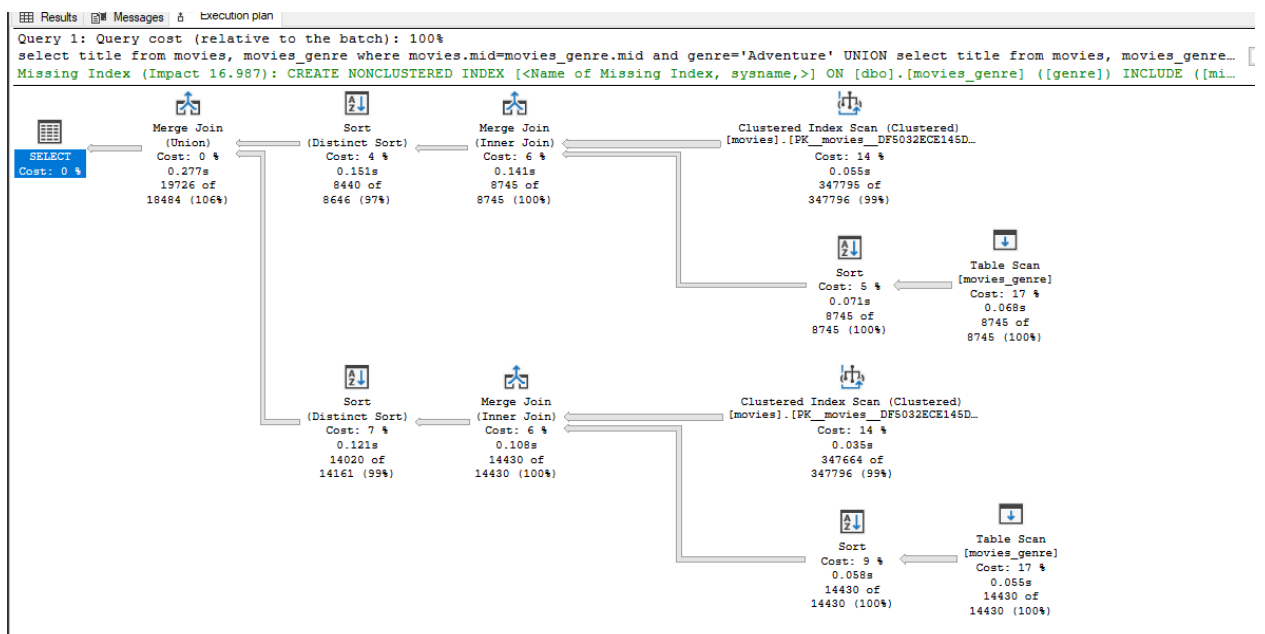 Results Messages Execution plan
Query 1: Query cost (relative to the batch): 100%
select title from movies, movies_genre where movies.mid=movies_genre.mid and genre='Adventure' UNION select title from movies, movies_genre…
Missing Index (Impact 16.987): CREATE NONCLUSTERED INDEX [<Name of Missing Index, sysname,>] ON [dbo].[movies_genre] ([genre]) INCLUDE ([mi…
SELECT
Cost: 0 %
Merge Join
(Union)
Cost: 0 %
0.277s
19726 of
18484 (106%)
Sort
(Distinct Sort)
Cost: 4 %
0.151s
8440 of
8646 (97%)
Merge Join
(Inner Join)
Cost: 6 %
0.141s
8745 of
8745 (100%)
Clustered Index Scan (Clustered)
[movies].[PK__movies__DF5032ECE145D…
Cost: 14 %
0.055s
347795 of
347796 (99%)
Sort
Cost: 5 %
0.071s
8745 of
8745 (100%)
Table Scan
[movies_genre]
Cost: 17 %
0.068s
8745 of
8745 (100%)
Sort
(Distinct Sort)
Cost: 7 %
0.121s
14020 of
14161 (99%)
Merge Join
(Inner Join)
Cost: 6 %
0.108s
14430 of
14430 (100%)
Clustered Index Scan (Clustered)
[movies].[PK__movies__DF5032ECE145D…
Cost: 14 %
0.035s
347664 of
347796 (99%)
Sort
Cost: 9 %
0.058s
14430 of
14430 (100%)
Table Scan
[movies_genre]
Cost: 17 %
0.055s
14430 of
14430 (100%)